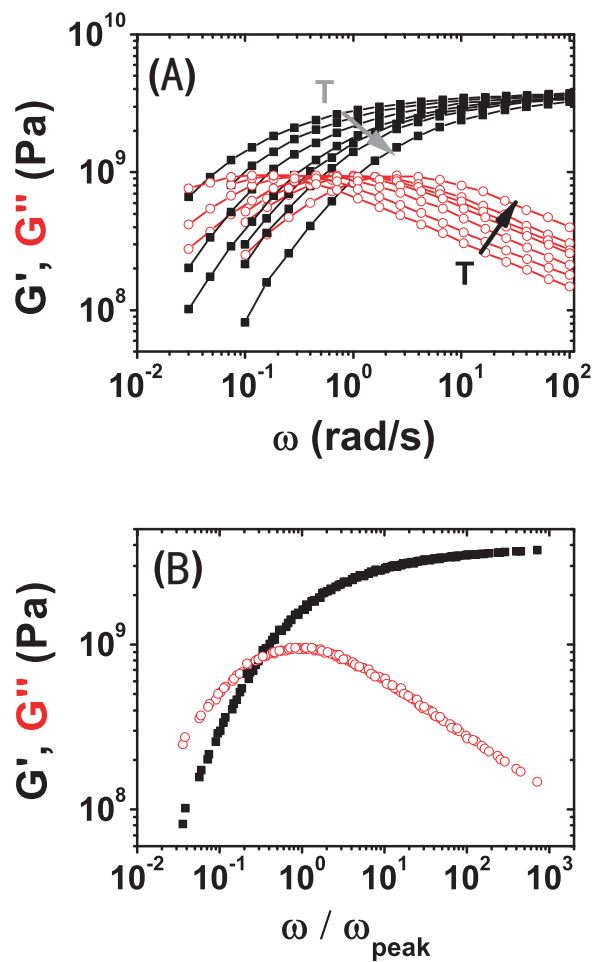 (A)
T
T
G', G" (Pa)
10^10
10^9
10^8
10^-2 10^-1 10^0 10^1 10^2
ω (rad/s)
(B)
G', G" (Pa)
10^9
10^8
10^-2 10^-1 10^0 10^1 10^2 10^3
ω / ω_peak